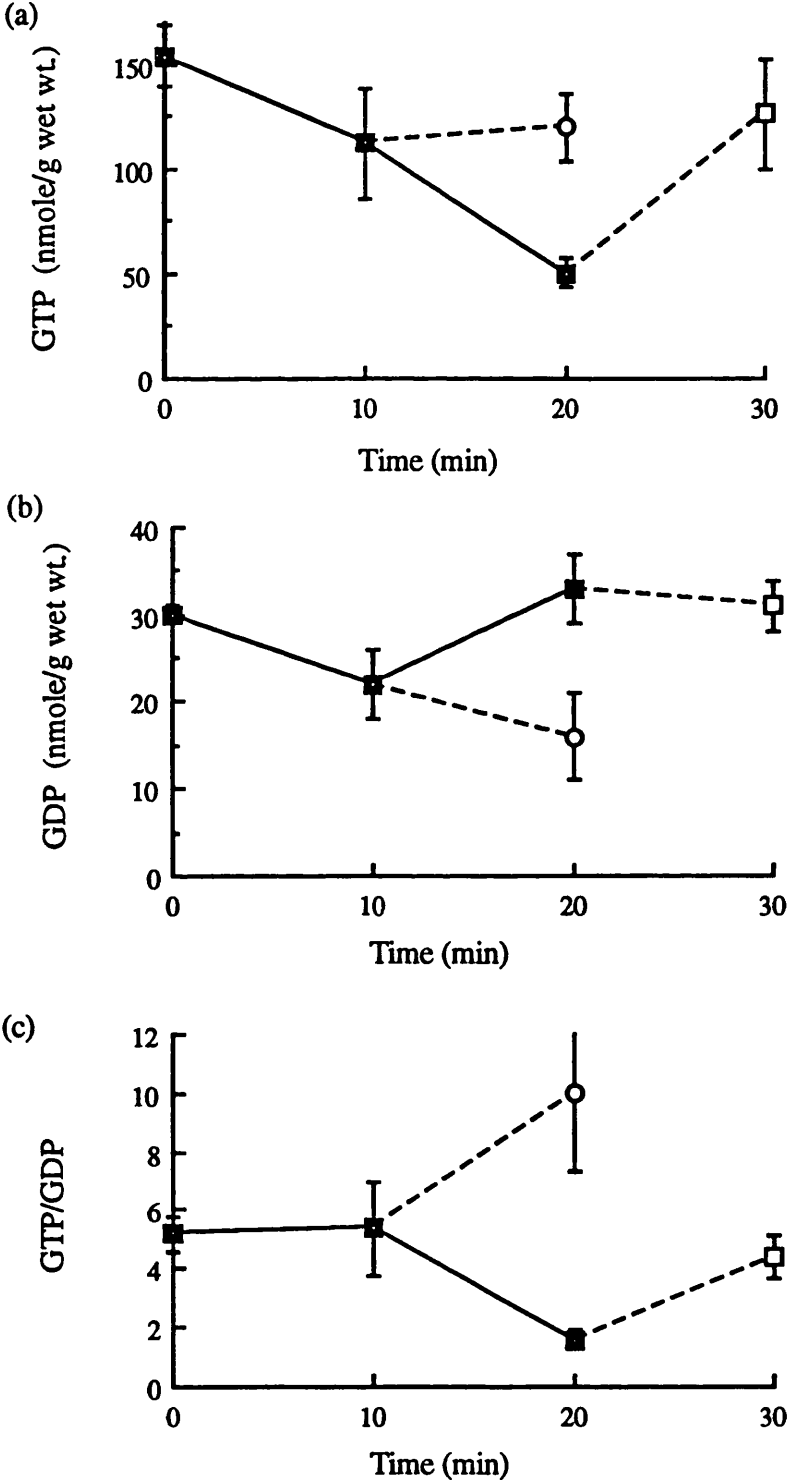 (a)
GTP (nmole/g wet wt.)
150
100
50
0
0 10 20 30
Time (min)
(b)
GDP (nmole/g wet wt.)
40
30
20
10
0
0 10 20 30
Time (min)
(c)
GTP/GDP
12
10
8
6
4
2
0
0 10 20 30
Time (min)